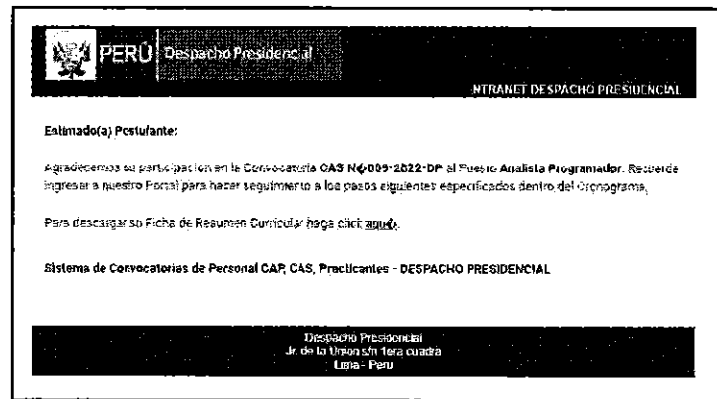 PERÚ Despacho Presidencial
INTRANET DESPACHO PRESIDENCIAL
Estimado(a) Postulante:
Agradecemos su participación en la Convocatoria CAS N�-009-2022-DP al Puesto Analista Programador. Recuerde
ingresar a nuestro Portal para hacer seguimiento a los pasos siguientes especificados dentro del Cronograma.
Para descargar su Ficha de Resumen Curricular haga click aqu�.
Sistema de Convocatorias de Personal CAP, CAS, Practicantes - DESPACHO PRESIDENCIAL
Despacho Presidencial
Jr. de la Union s/n 1era cuadra
Lima - Peru